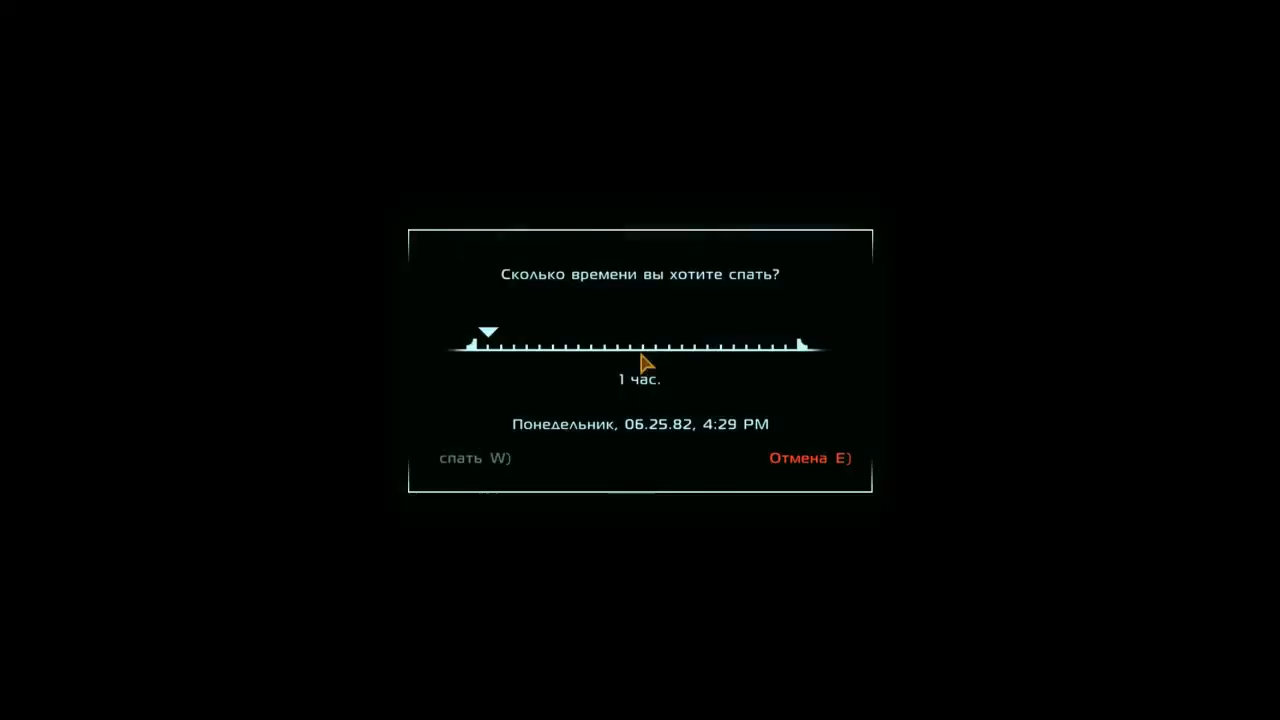 Сколько времени вы хотите спать?
1 час.
Понедельник, 06.25.82, 4:29 PM
спать W)
Отмена E)